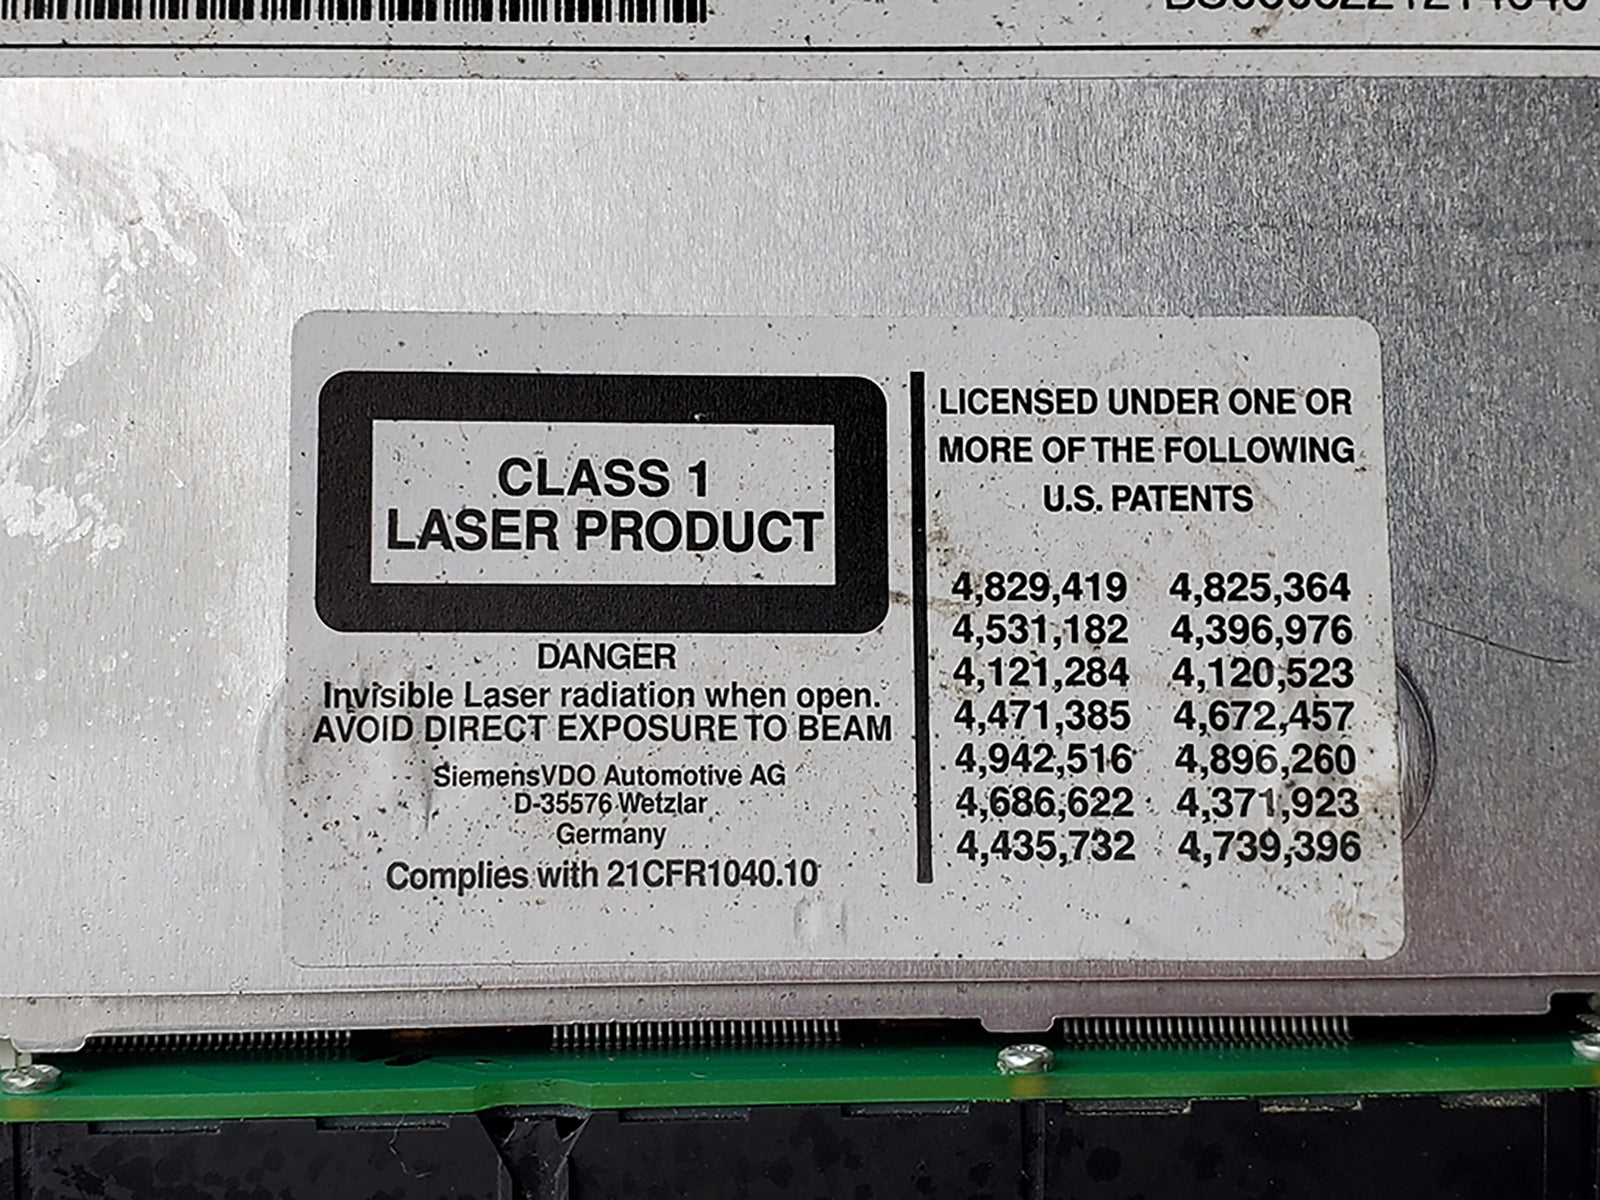 CLASS 1
LASER PRODUCT
DANGER
Invisible Laser radiation when open.
AVOID DIRECT EXPOSURE TO BEAM
SiemensVDO Automotive AG
D-35576 Wetzlar
Germany
Complies with 21CFR1040.10
LICENSED UNDER ONE OR
MORE OF THE FOLLOWING
U.S. PATENTS
4,829,419 4,825,364
4,531,182 4,396,976
4,121,284 4,120,523
4,471,385 4,672,457
4,942,516 4,896,260
4,686,622 4,371,923
4,435,732 4,739,396